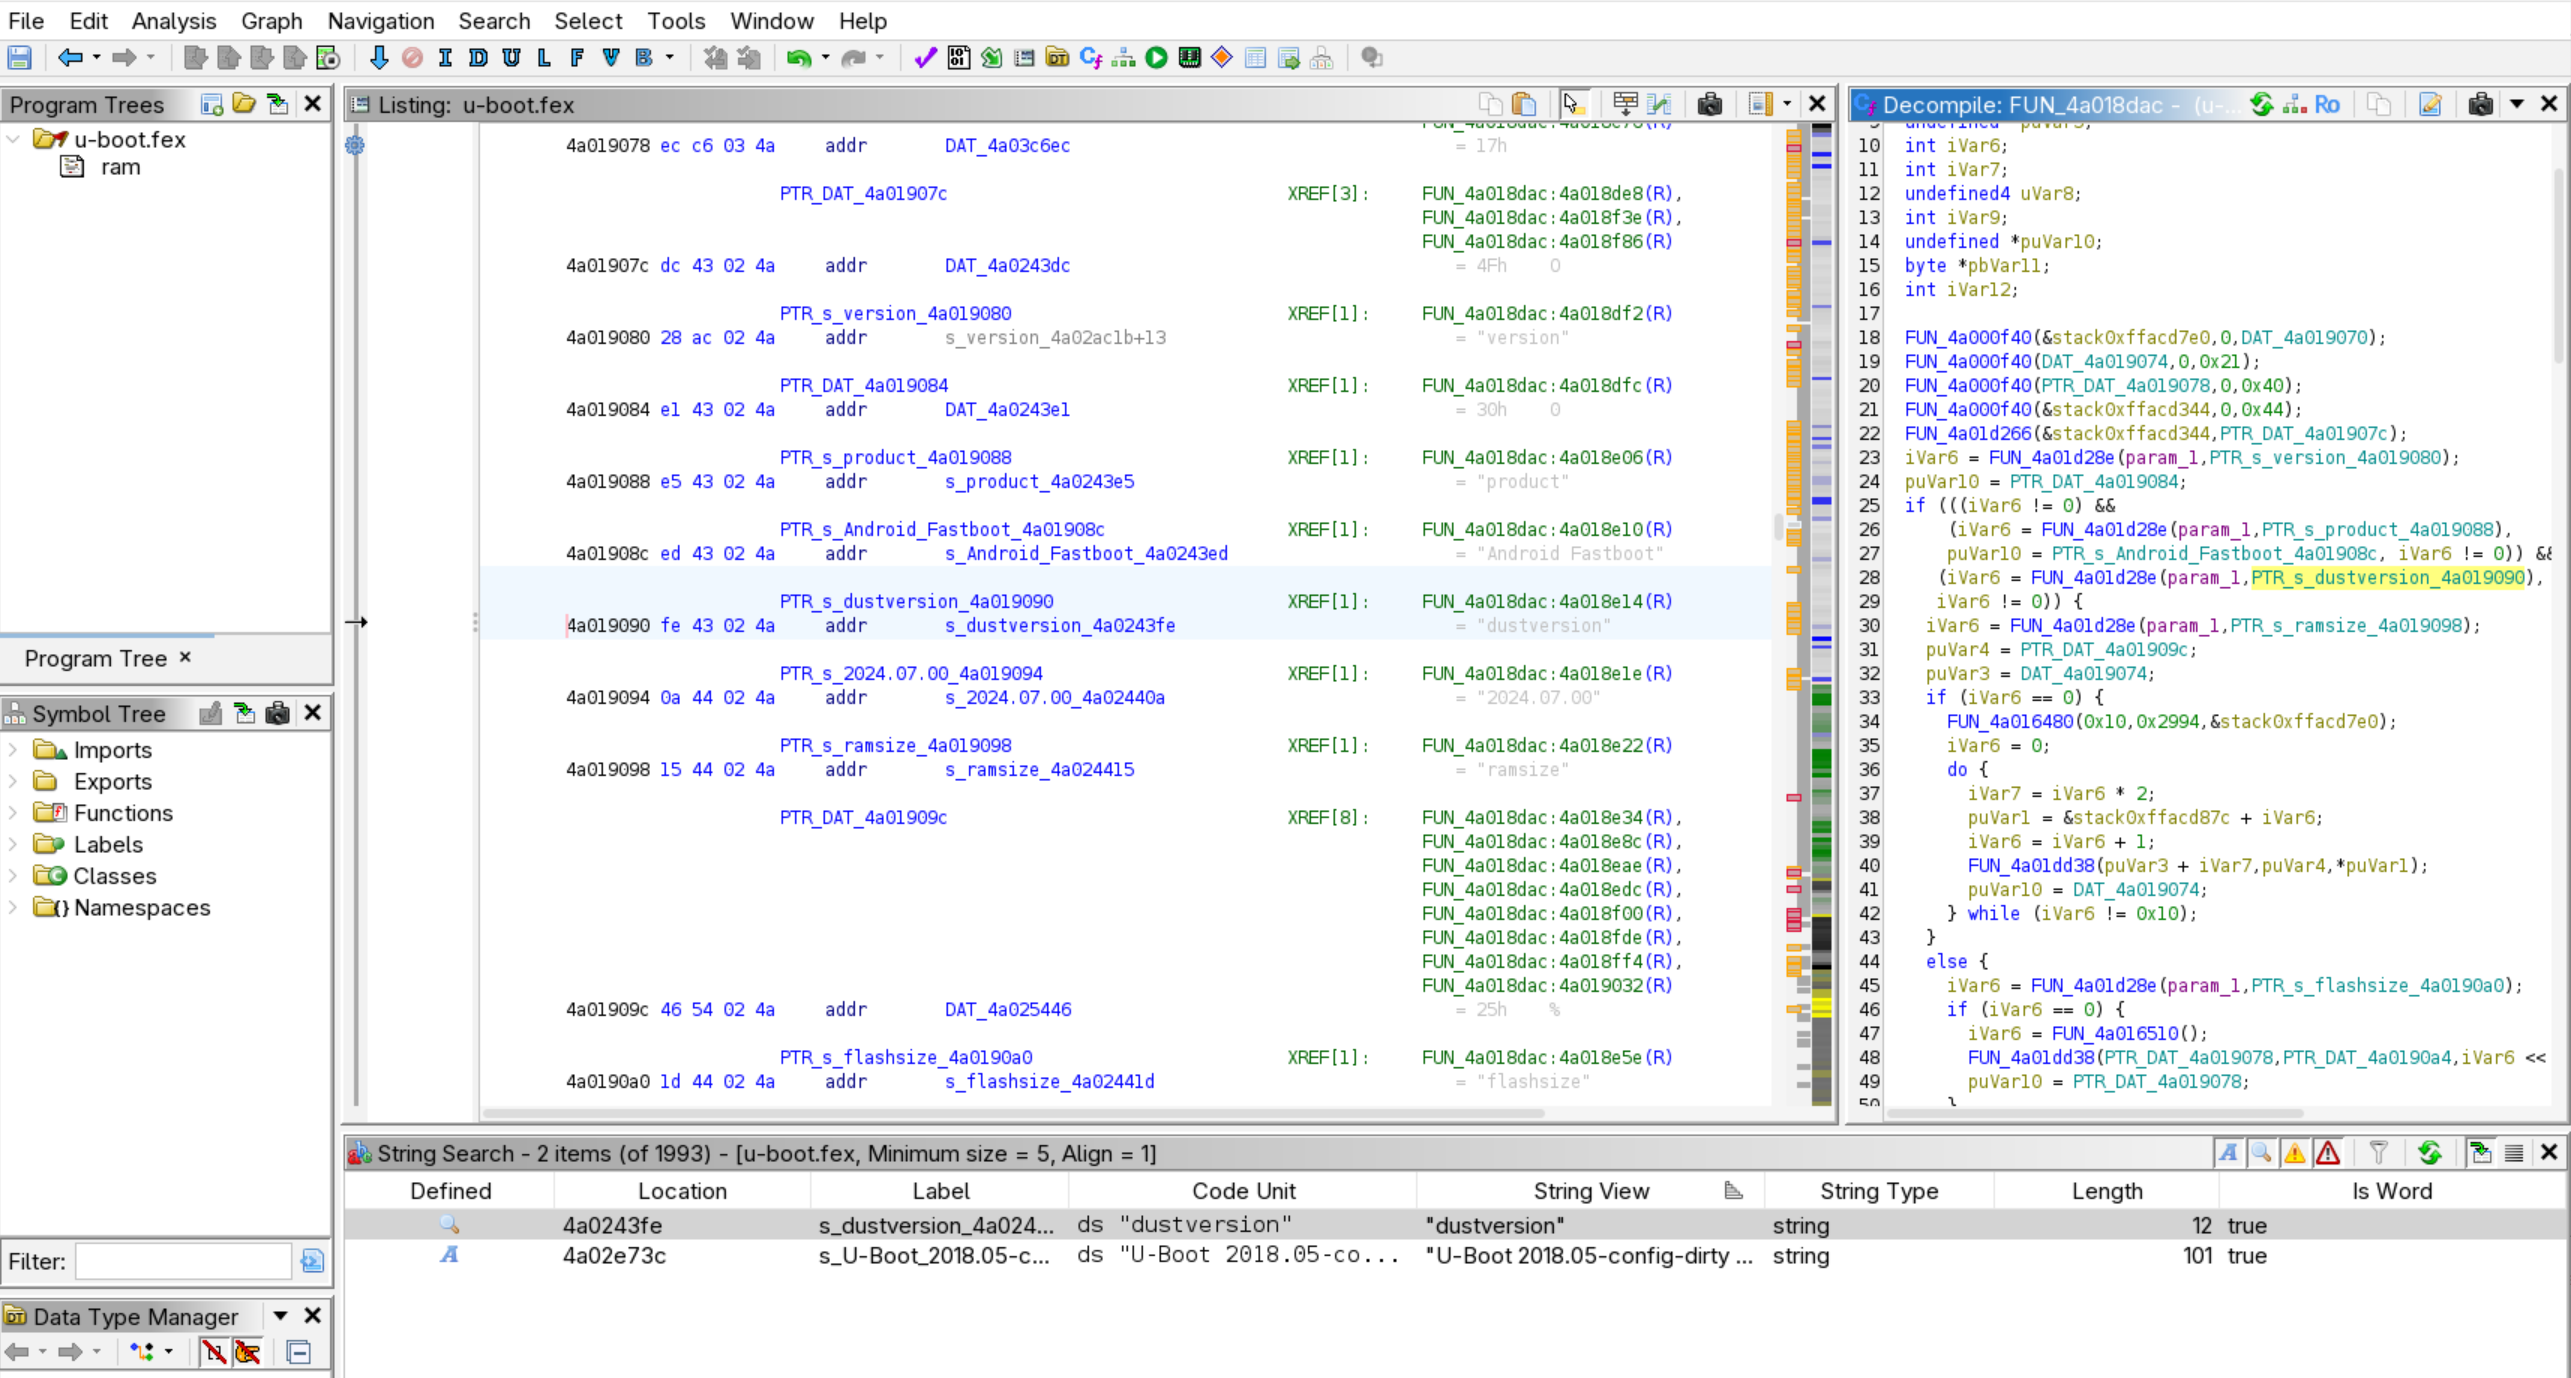 File Edit Analysis Graph Navigation Search Select Tools Window Help
I D U L F V B
Program Trees
u-boot.fex
ram
Program Tree ×
Symbol Tree
Imports
Exports
Functions
Labels
Classes
Namespaces
Filter:
Data Type Manager
Listing: u-boot.fex
4a019078 ec c6 03 4a addr DAT_4a03c6ec = 17h
PTR_DAT_4a01907c XREF[3]: FUN_4a018dac:4a018de8(R),
FUN_4a018dac:4a018f3e(R),
FUN_4a018dac:4a018f86(R)
4a01907c dc 43 02 4a addr DAT_4a0243dc = 4Fh O
PTR_s_version_4a019080 XREF[1]: FUN_4a018dac:4a018df2(R)
4a019080 28 ac 02 4a addr s_version_4a02ac1b+13 = "version"
PTR_DAT_4a019084 XREF[1]: FUN_4a018dac:4a018dfc(R)
4a019084 e1 43 02 4a addr DAT_4a0243e1 = 30h 0
PTR_s_product_4a019088 XREF[1]: FUN_4a018dac:4a018e06(R)
4a019088 e5 43 02 4a addr s_product_4a0243e5 = "product"
PTR_s_Android_Fastboot_4a01908c XREF[1]: FUN_4a018dac:4a018e10(R)
4a01908c ed 43 02 4a addr s_Android_Fastboot_4a0243ed = "Android Fastboot"
PTR_s_dustversion_4a019090 XREF[1]: FUN_4a018dac:4a018e14(R)
4a019090 fe 43 02 4a addr s_dustversion_4a0243fe = "dustversion"
PTR_s_2024.07.00_4a019094 XREF[1]: FUN_4a018dac:4a018e1e(R)
4a019094 0a 44 02 4a addr s_2024.07.00_4a02440a = "2024.07.00"
PTR_s_ramsize_4a019098 XREF[1]: FUN_4a018dac:4a018e22(R)
4a019098 15 44 02 4a addr s_ramsize_4a024415 = "ramsize"
PTR_DAT_4a01909c XREF[8]: FUN_4a018dac:4a018e34(R),
FUN_4a018dac:4a018e8c(R),
FUN_4a018dac:4a018eae(R),
FUN_4a018dac:4a018edc(R),
FUN_4a018dac:4a018f00(R),
FUN_4a018dac:4a018fde(R),
FUN_4a018dac:4a018ff4(R),
FUN_4a018dac:4a019032(R)
4a01909c 46 54 02 4a addr DAT_4a025446 = 25h %
PTR_s_flashsize_4a0190a0 XREF[1]: FUN_4a018dac:4a018e5e(R)
4a0190a0 1d 44 02 4a addr s_flashsize_4a02441d = "flashsize"
Decompile: FUN_4a018dac - (u-... Ro
10 int iVar6;
11 int iVar7;
12 undefined4 uVar8;
13 int iVar9;
14 undefined *puVar10;
15 byte *pbVar11;
16 int iVar12;
17
18 FUN_4a000f40(&stack0xffacd7e0,0,DAT_4a019070);
19 FUN_4a000f40(DAT_4a019074,0,0x21);
20 FUN_4a000f40(PTR_DAT_4a019078,0,0x40);
21 FUN_4a000f40(&stack0xffacd344,0,0x44);
22 FUN_4a01d266(&stack0xffacd344,PTR_DAT_4a01907c);
23 iVar6 = FUN_4a01d28e(param_1,PTR_s_version_4a019080);
24 puVar10 = PTR_DAT_4a019084;
25 if (((iVar6 != 0) &&
26 (iVar6 = FUN_4a01d28e(param_1,PTR_s_product_4a019088),
27 puVar10 = PTR_s_Android_Fastboot_4a01908c, iVar6 != 0)) &&
28 (iVar6 = FUN_4a01d28e(param_1,PTR_s_dustversion_4a019090),
29 iVar6 != 0)) {
30 iVar6 = FUN_4a01d28e(param_1,PTR_s_ramsize_4a019098);
31 puVar4 = PTR_DAT_4a01909c;
32 puVar3 = DAT_4a019074;
33 if (iVar6 == 0) {
34 FUN_4a016480(0x10,0x2994,&stack0xffacd7e0);
35 iVar6 = 0;
36 do {
37 iVar7 = iVar6 * 2;
38 puVar1 = &stack0xffacd87c + iVar6;
39 iVar6 = iVar6 + 1;
40 FUN_4a01dd38(puVar3 + iVar7,puVar4,*puVar1);
41 puVar10 = DAT_4a019074;
42 } while (iVar6 != 0x10);
43 }
44 else {
45 iVar6 = FUN_4a01d28e(param_1,PTR_s_flashsize_4a0190a0);
46 if (iVar6 == 0) {
47 iVar6 = FUN_4a016510();
48 FUN_4a01dd38(PTR_DAT_4a019078,PTR_DAT_4a0190a4,iVar6 <<
49 puVar10 = PTR_DAT_4a019078;
String Search - 2 items (of 1993) - [u-boot.fex, Minimum size = 5, Align = 1]
Defined Location Label Code Unit String View String Type Length Is Word
4a0243fe s_dustversion_4a024... ds "dustversion" "dustversion" string 12 true
A 4a02e73c s_U-Boot_2018.05-c... ds "U-Boot 2018.05-co... "U-Boot 2018.05-config-dirty ... string 101 true